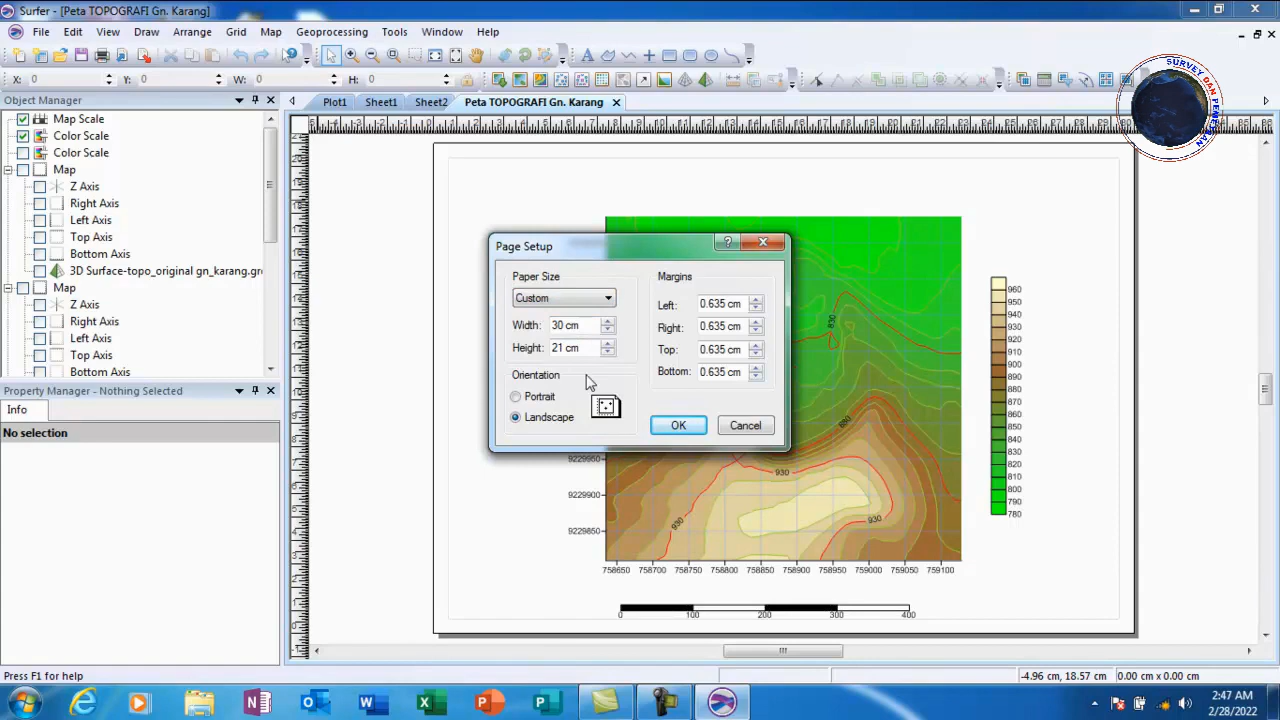 Surfer - [Peta TOPOGRAFI Gn. Karang]
File Edit View Draw Arrange Grid Map Geoprocessing Tools Window Help
X: 0 Y: 0 W: 0 H: 0
SURVEY DAN PEMETAAN
Object Manager
Plot1 Sheet1 Sheet2 Peta TOPOGRAFI Gn. Karang
Map Scale
Color Scale
Color Scale
Map
Z Axis
Right Axis
Left Axis
Top Axis
Bottom Axis
3D Surface-topo_original gn_karang.gr
Map
Z Axis
Right Axis
Left Axis
Top Axis
Bottom Axis
Property Manager - Nothing Selected
Info
No selection
Page Setup
Paper Size
Custom
Width: 30 cm
Height: 21 cm
Orientation
Portrait
Landscape
Margins
Left: 0.635 cm
Right: 0.635 cm
Top: 0.635 cm
Bottom: 0.635 cm
OK Cancel
830
880
930
930
930
9229950
9229900
9229850
758650 758700 758750 758800 758850 758900 758950 759000 759050 759100
0 100 200 300 400
960
950
940
930
920
910
900
890
880
870
860
850
840
830
820
810
800
790
780
Press F1 for help
-4.96 cm, 18.57 cm 0.00 cm x 0.00 cm
2:47 AM
2/28/2022